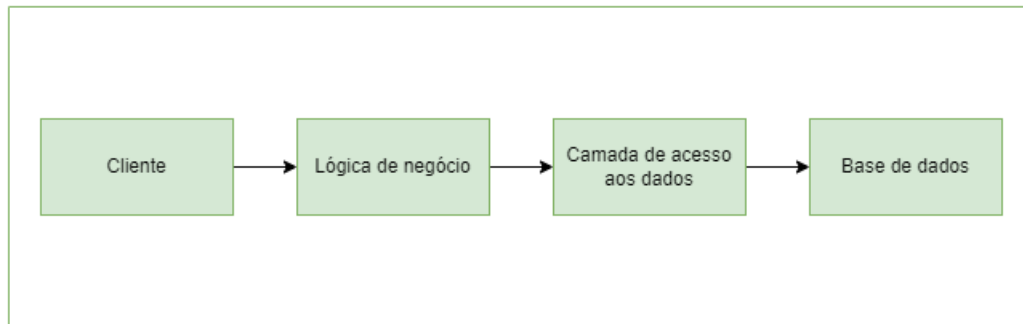 Cliente
Lógica de negócio
Camada de acesso
aos dados
Base de dados